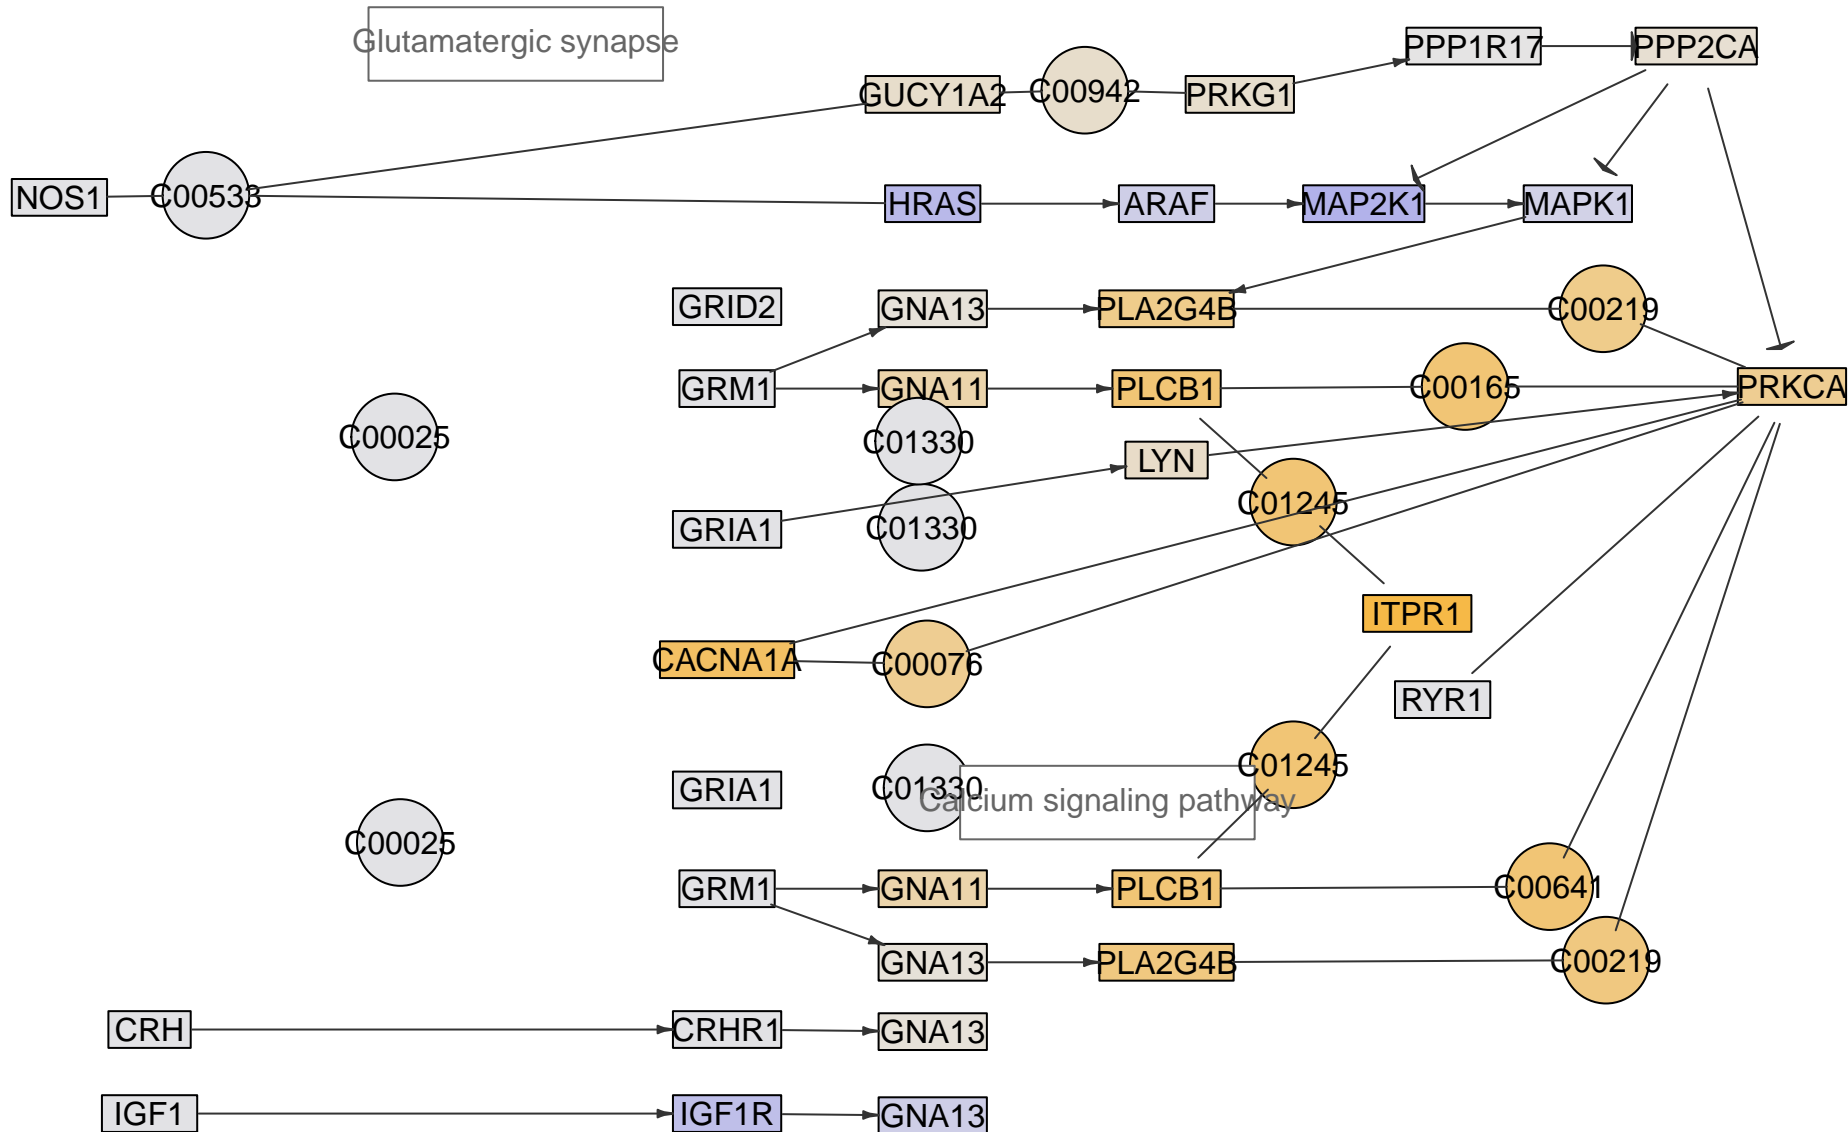 Glutamatergic synapse
PPP1R17
PPP2CA
GUCY1A2
C00942
PRKG1
NOS1
C00533
HRAS
ARAF
MAP2K1
MAPK1
GRID2
GNA13
PLA2G4B
C00219
GRM1
GNA11
PLCB1
C00165
PRKCA
C00025
C01330
LYN
C01245
GRIA1
C01330
ITPR1
CACNA1A
C00076
RYR1
C01245
GRIA1
C01330
Calcium signaling pathway
C00025
GRM1
GNA11
PLCB1
C00641
GNA13
PLA2G4B
C00219
CRH
CRHR1
GNA13
IGF1
IGF1R
GNA13